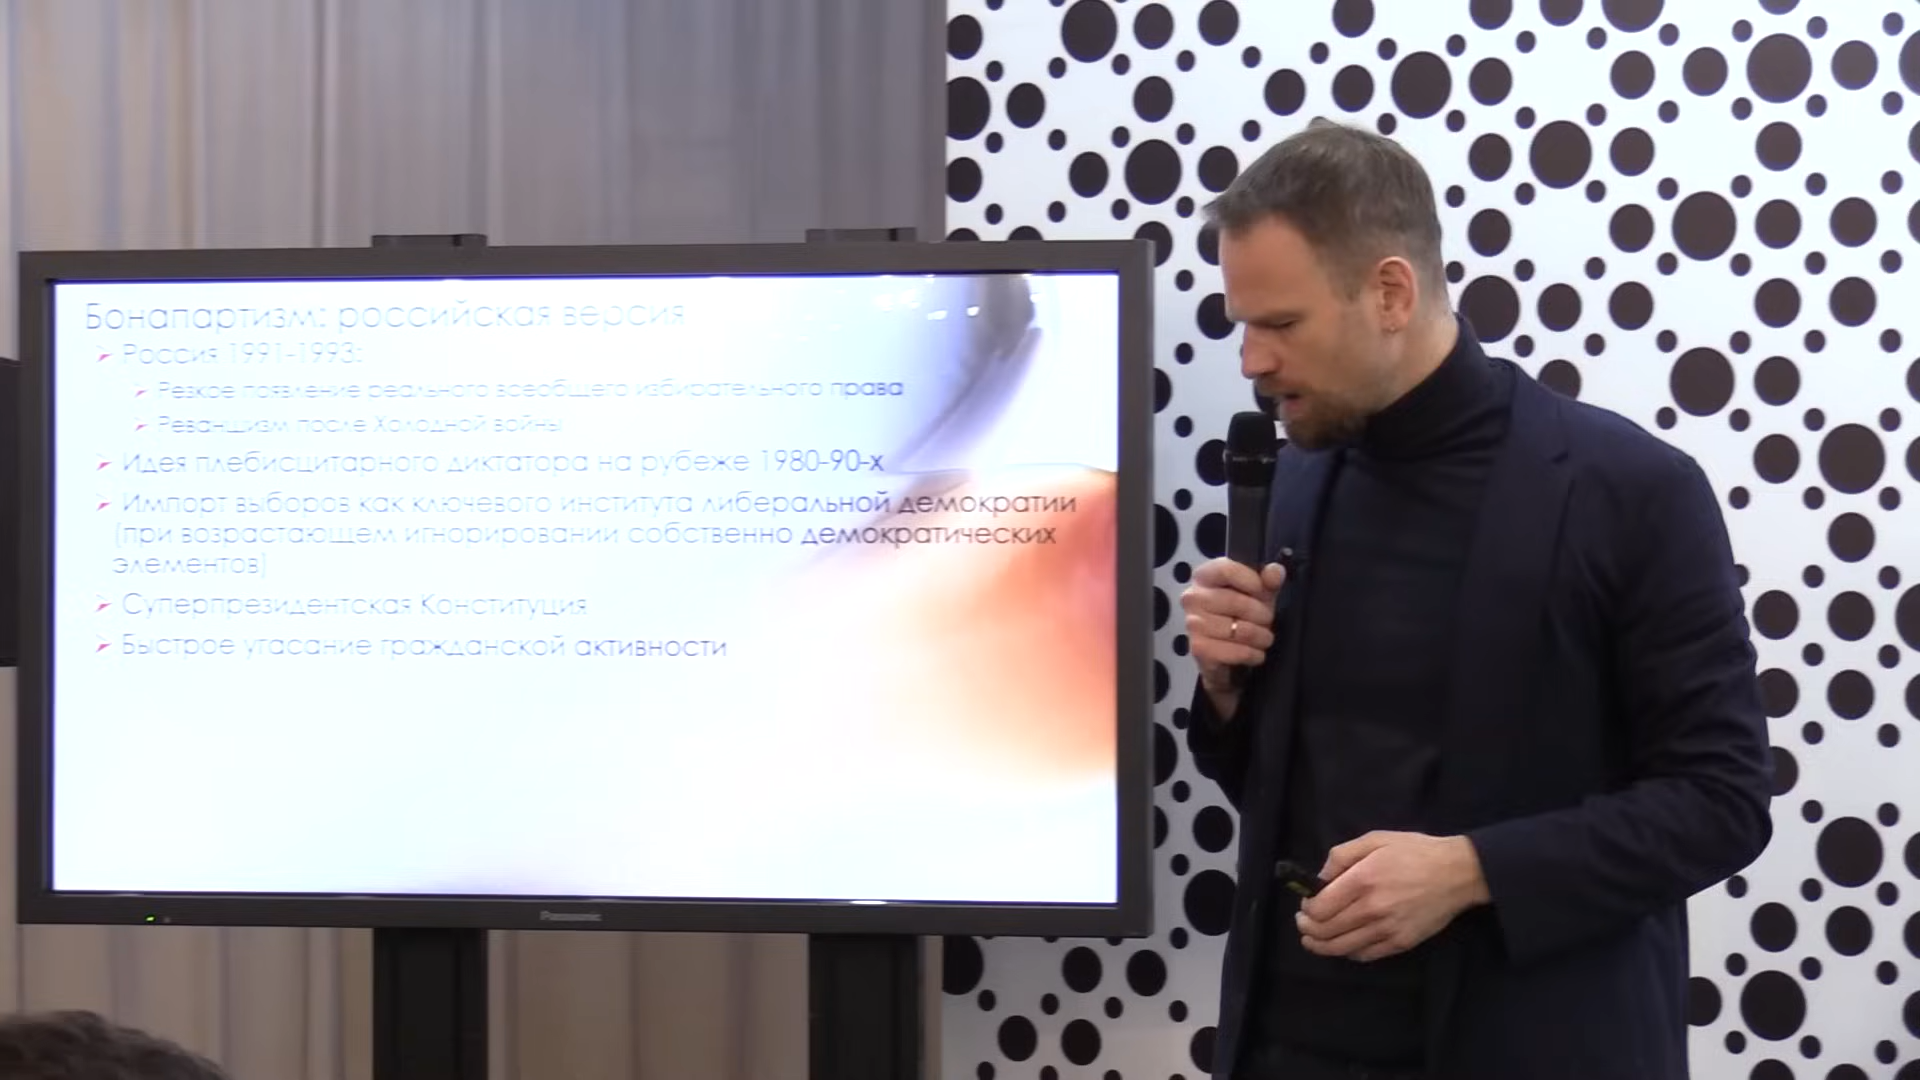 Бонапартизм: российская версия
Россия 1991-1993:
Резкое появление реального всеобщего избирательного права
Реваншизм после Холодной войны
Идея плебисцитарного диктатора на рубеже 1980-90-х
Импорт выборов как ключевого института либеральной демократии
(при возрастающем игнорировании собственно демократических
элементов)
Суперпрезидентская Конституция
Быстрое угасание гражданской активности
Panasonic